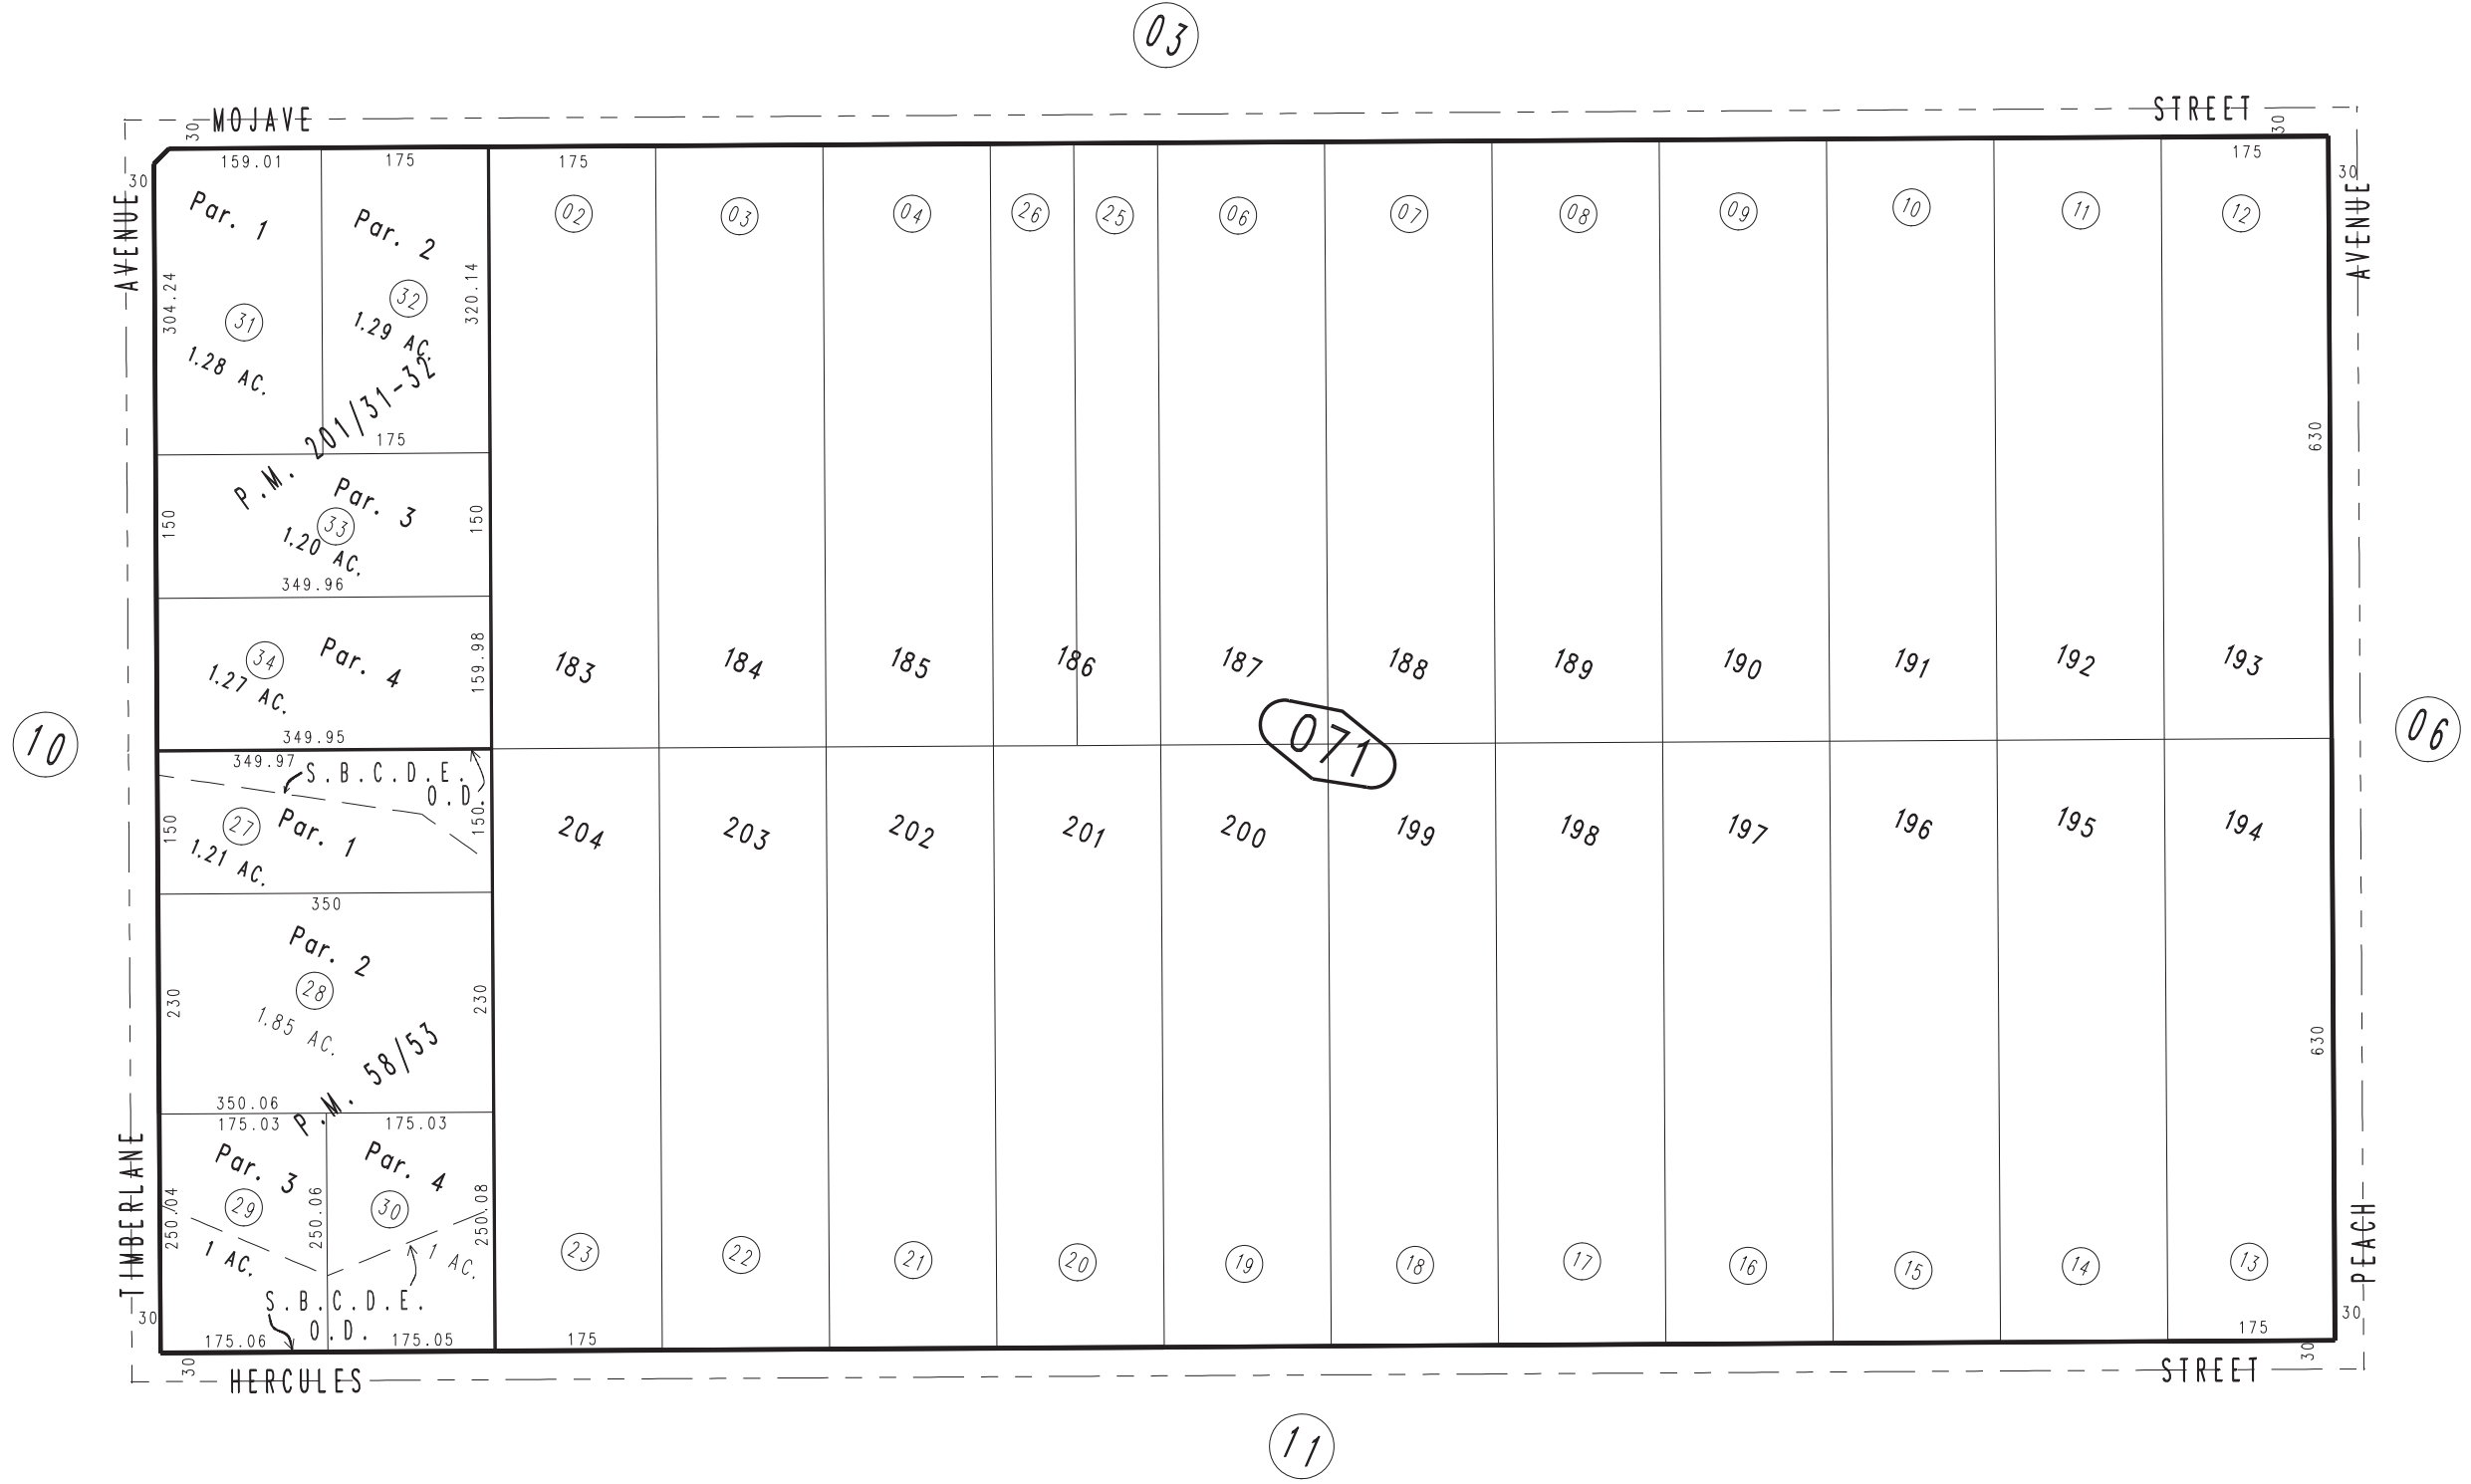 03
MOJAVE STREET
30 30
159.01 175 175 175
30 30
AVENUE AVENUE
Par. 1 Par. 2
02 03 04 26 25 06 07 08 09 10 11 12
304.24 320.14
31 32
1.28 AC. 1.29 AC.
P.M. 201/31-32
175
630
Par. 3
150 33 150
1.20 AC.
349.96
34 Par. 4 159.98
1.27 AC.
183 184 185 186 187 188 189 190 191 192 193
349.95
10 071 06
349.97 S.B.C.D.E.
O.D.
150 27 Par. 1 150
1.21 AC.
204 203 202 201 200 199 198 197 196 195 194
350
Par. 2
230 28 230
1.85 AC.
P.M. 58/53
630
350.06
175.03 175.03
TIMBERLANE PEACH
Par. 3 Par. 4
250.04 29 250.06 30 250.08
1 AC. 1 AC.
23 22 21 20 19 18 17 16 15 14 13
S.B.C.D.E.
O.D.
30 30
175.06 175.05 175 175
30 30
HERCULES STREET
11